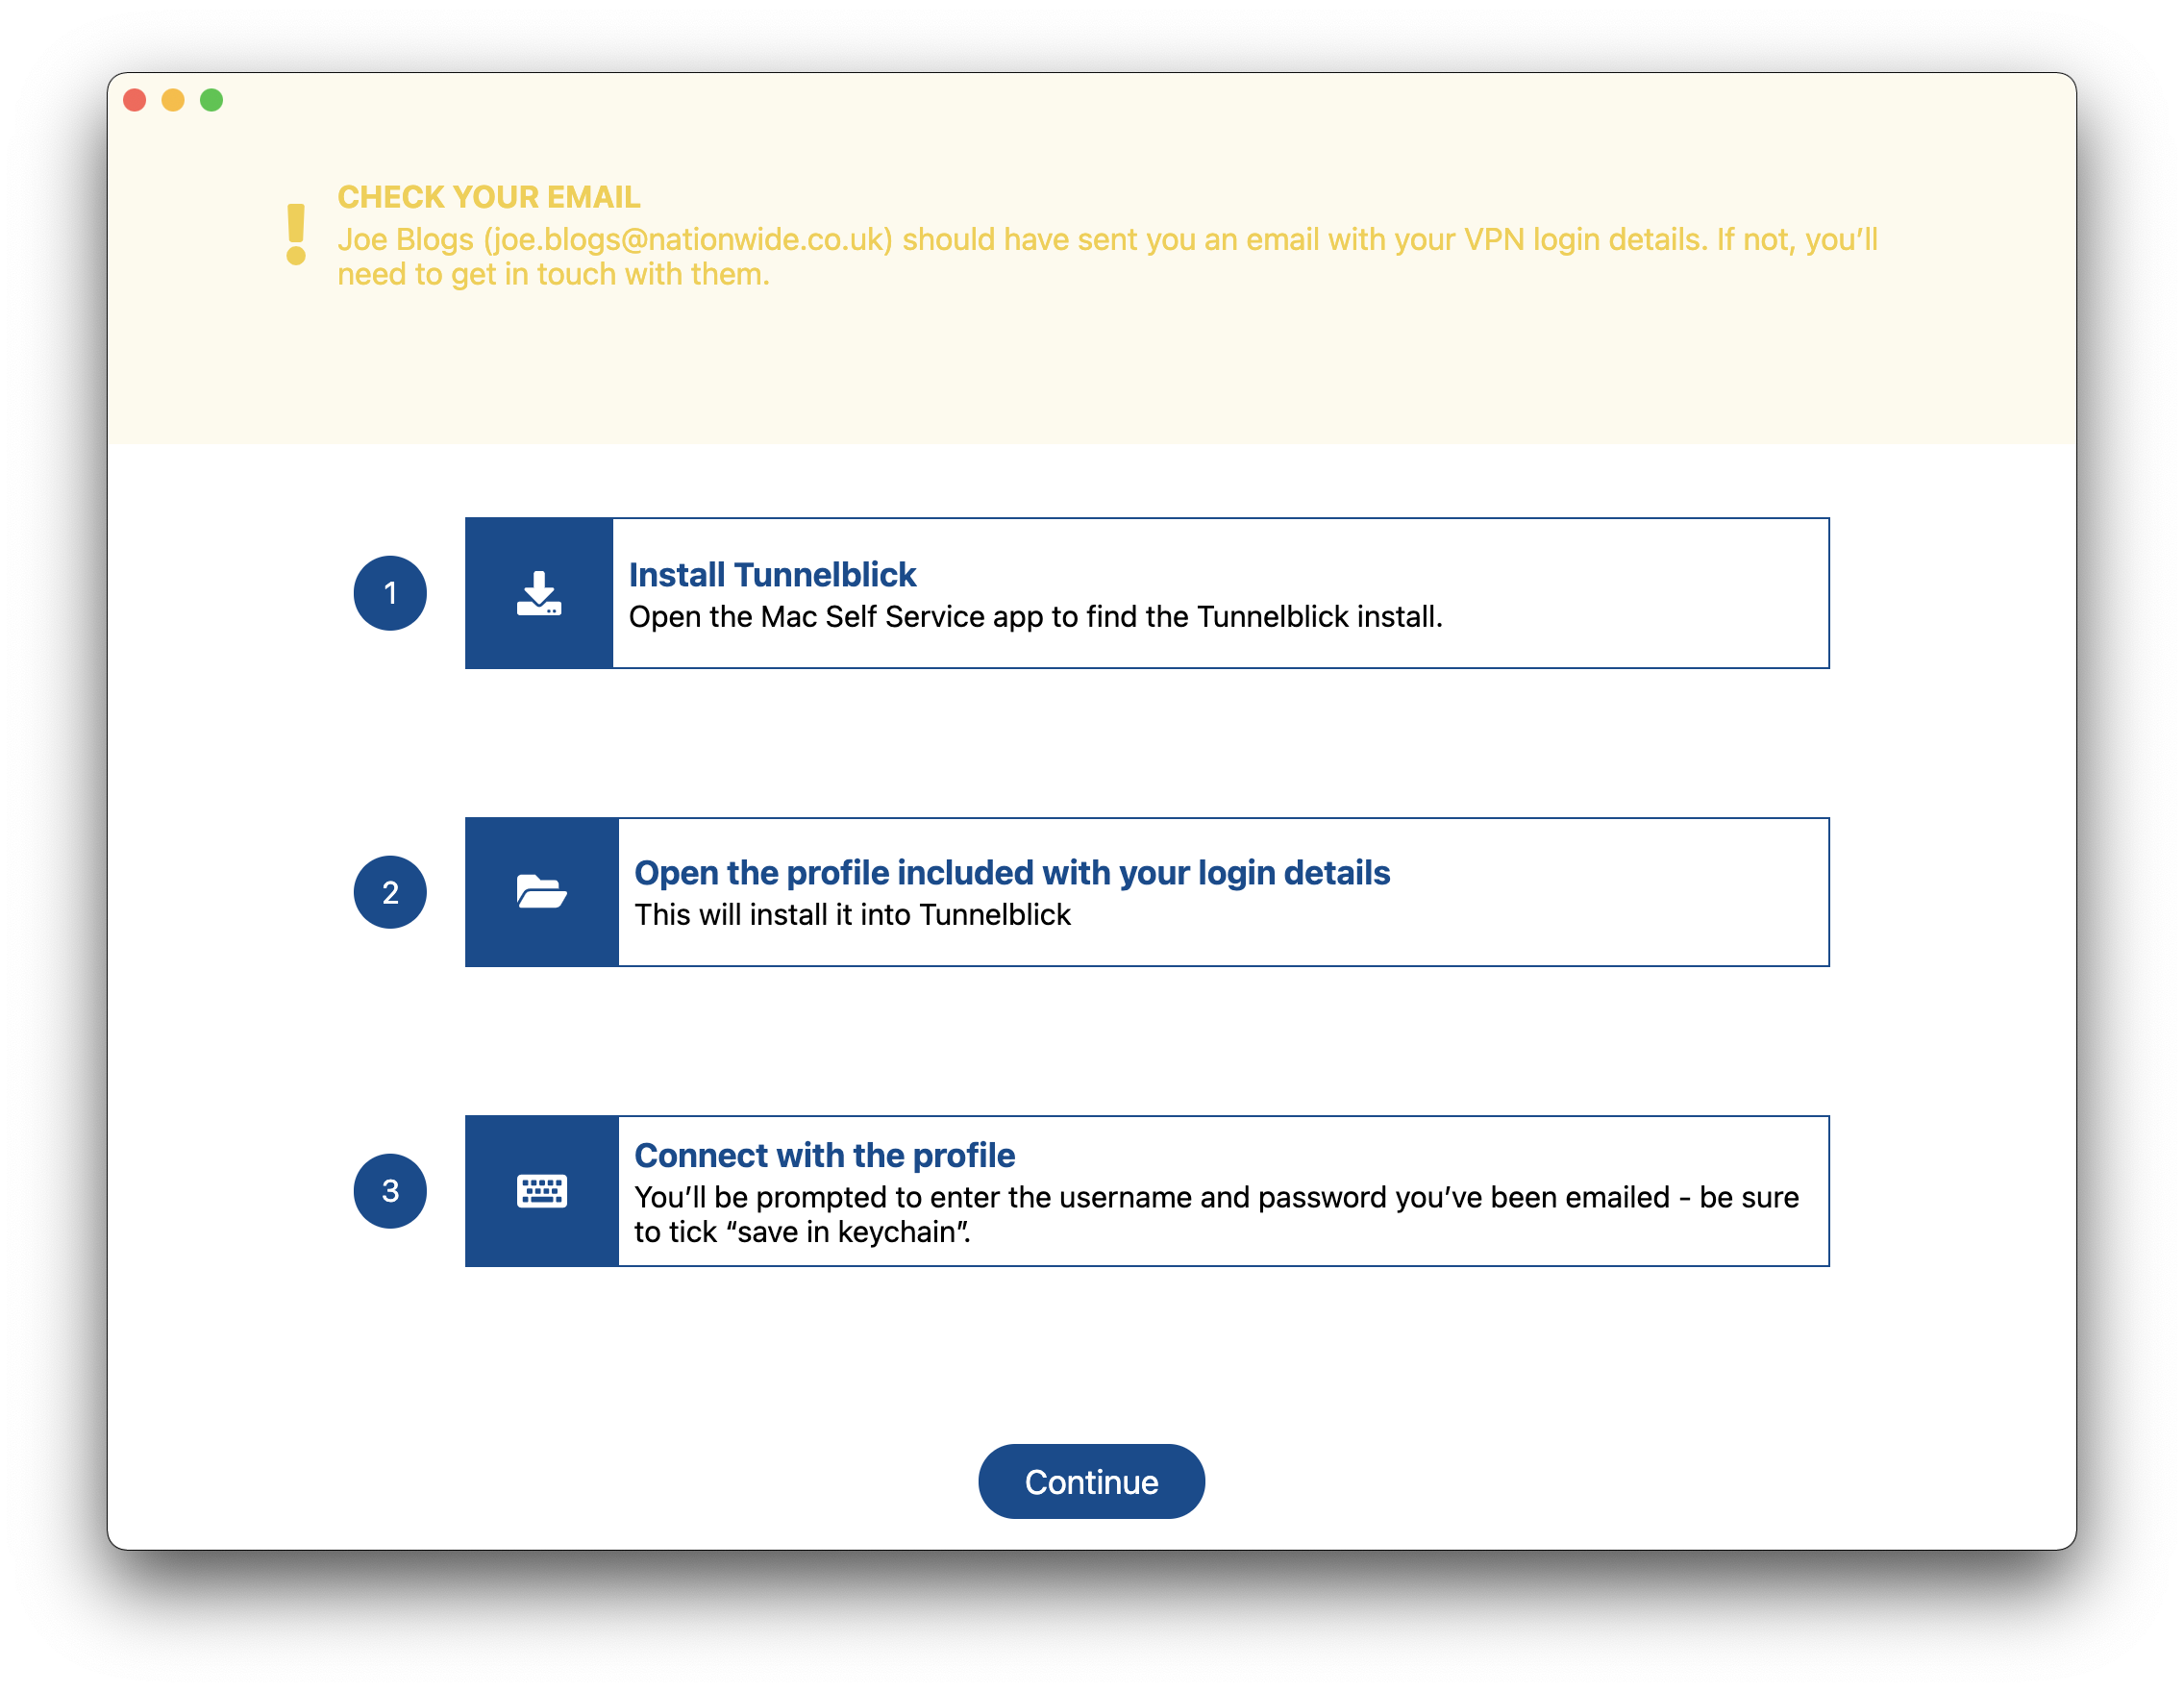 CHECK YOUR EMAIL
Joe Blogs (joe.blogs@nationwide.co.uk) should have sent you an email with your VPN login details. If not, you’ll
need to get in touch with them.
1
Install Tunnelblick
Open the Mac Self Service app to find the Tunnelblick install.
2
Open the profile included with your login details
This will install it into Tunnelblick
3
Connect with the profile
You’ll be prompted to enter the username and password you’ve been emailed - be sure
to tick “save in keychain”.
Continue